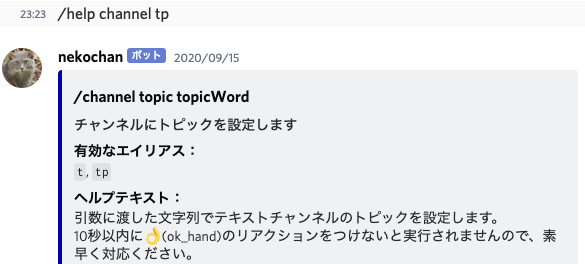 23:23 /help channel tp
nekochan ボット 2020/09/15
/channel topic topicWord
チャンネルにトピックを設定します
有効なエイリアス：
t, tp
ヘルプテキスト：
引数に渡した文字列でテキストチャンネルのトピックを設定します。
10秒以内に👌(ok_hand)のリアクションをつけないと実行されませんので、素
早く対応ください。